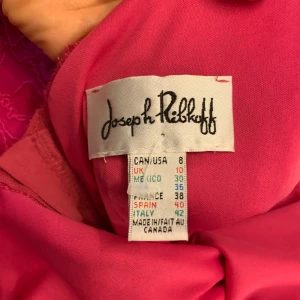 Joseph Ribkoff
CAN/USA 8
UK 10
MEXICO 30
36
FRANCE 38
SPAIN 40
ITALY 42
MADE IN/FAIT AU
CANADA